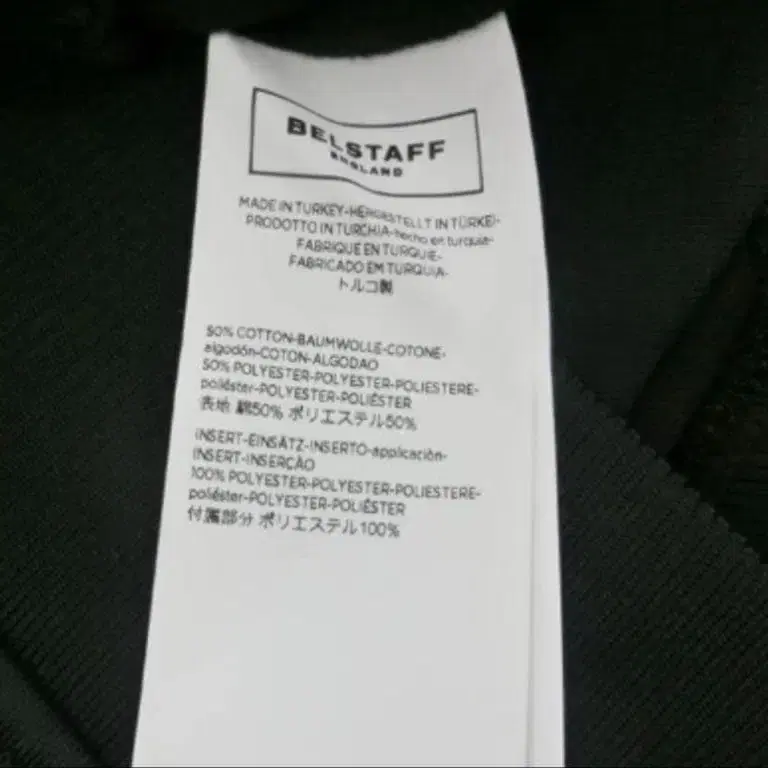 BELSTAFF
ENGLAND
MADE IN TURKEY-HERGESTELLT IN TÜRKEI-
PRODOTTO IN TURCHIA-hecho en turquia-
FABRIQUE EN TURQUIE-
FABRICADO EM TURQUIA-
トルコ製
50% COTTON-BAUMWOLLE-COTONE-
algodón-COTON-ALGODAO
50% POLYESTER-POLYESTER-POLIESTERE-
poliéster-POLYESTER-POLIÉSTER
表地 綿50% ポリエステル50%
INSERT-EINSÄTZ-INSERTO-applicación-
INSERT-INSERÇÃO
100% POLYESTER-POLYESTER-POLIESTERE-
poliéster-POLYESTER-POLIÉSTER
付属部分 ポリエステル100%